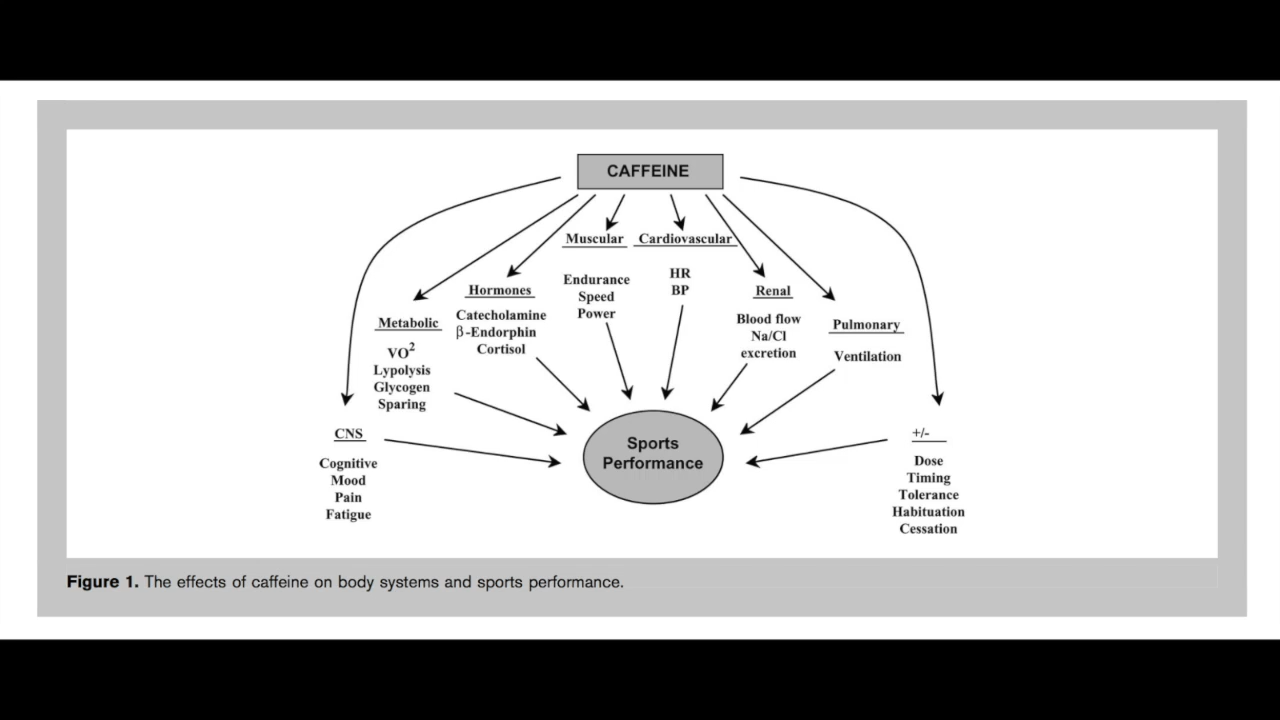 CAFFEINE
Muscular
Endurance
Speed
Power
Cardiovascular
HR
BP
Hormones
Catecholamine
β-Endorphin
Cortisol
Renal
Blood flow
Na/Cl
excretion
Metabolic
VO²
Lypolysis
Glycogen
Sparing
Pulmonary
Ventilation
CNS
Cognitive
Mood
Pain
Fatigue
+/-
Dose
Timing
Tolerance
Habituation
Cessation
Sports
Performance
Figure 1. The effects of caffeine on body systems and sports performance.